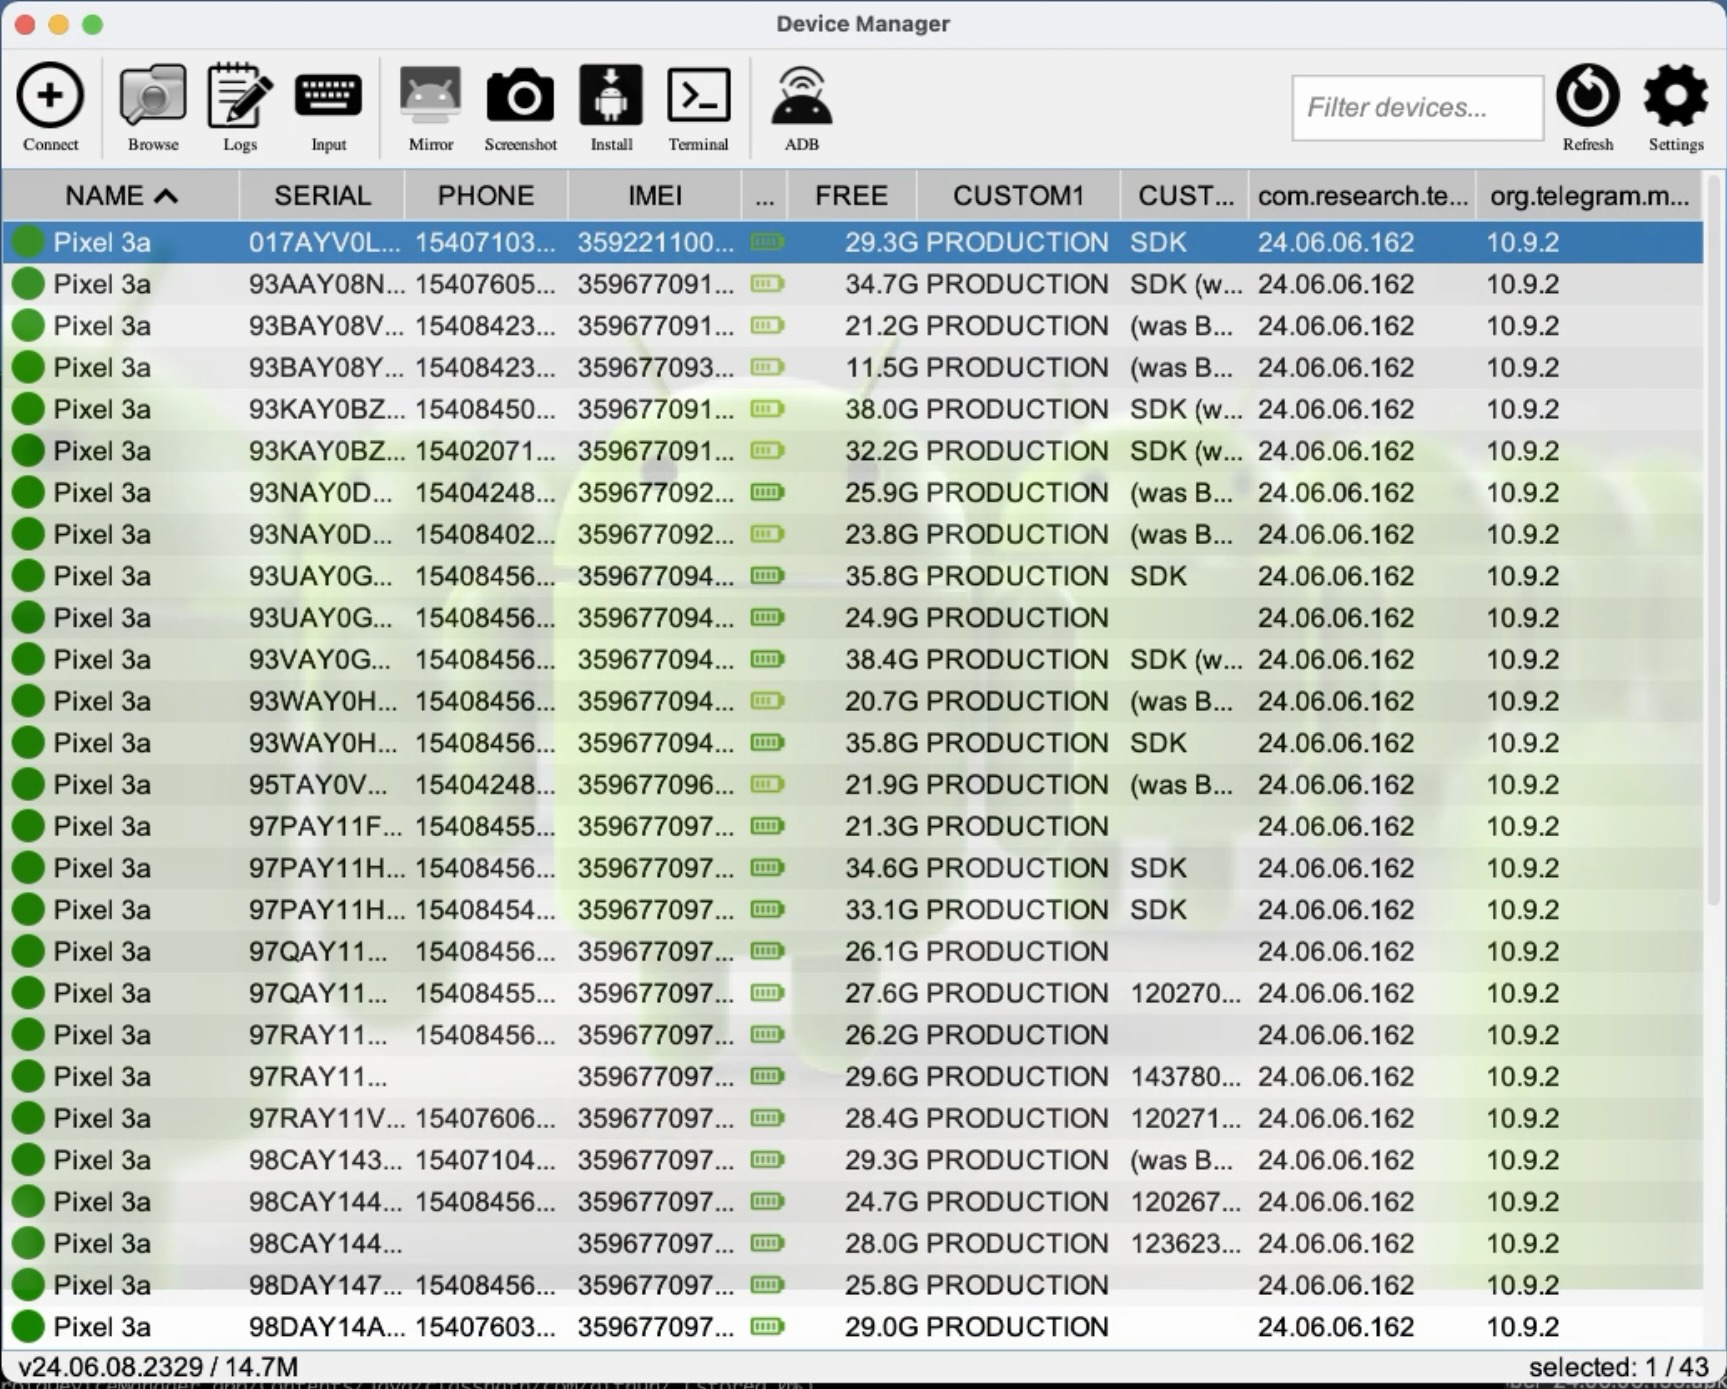 Device Manager
Connect Browse Logs Input Mirror Screenshot Install Terminal ADB Filter devices... Refresh Settings
NAME SERIAL PHONE IMEI ... FREE CUSTOM1 CUST... com.research.te... org.telegram.m...
Pixel 3a 017AYV0L... 15407103... 359221100... 29.3G PRODUCTION SDK 24.06.06.162 10.9.2
Pixel 3a 93AAY08N... 15407605... 359677091... 34.7G PRODUCTION SDK (w... 24.06.06.162 10.9.2
Pixel 3a 93BAY08V... 15408423... 359677091... 21.2G PRODUCTION (was B... 24.06.06.162 10.9.2
Pixel 3a 93BAY08Y... 15408423... 359677093... 11.5G PRODUCTION (was B... 24.06.06.162 10.9.2
Pixel 3a 93KAY0BZ... 15408450... 359677091... 38.0G PRODUCTION SDK (w... 24.06.06.162 10.9.2
Pixel 3a 93KAY0BZ... 15402071... 359677091... 32.2G PRODUCTION SDK (w... 24.06.06.162 10.9.2
Pixel 3a 93NAY0D... 15404248... 359677092... 25.9G PRODUCTION (was B... 24.06.06.162 10.9.2
Pixel 3a 93NAY0D... 15408402... 359677092... 23.8G PRODUCTION (was B... 24.06.06.162 10.9.2
Pixel 3a 93UAY0G... 15408456... 359677094... 35.8G PRODUCTION SDK 24.06.06.162 10.9.2
Pixel 3a 93UAY0G... 15408456... 359677094... 24.9G PRODUCTION 24.06.06.162 10.9.2
Pixel 3a 93VAY0G... 15408456... 359677094... 38.4G PRODUCTION SDK (w... 24.06.06.162 10.9.2
Pixel 3a 93WAY0H... 15408456... 359677094... 20.7G PRODUCTION (was B... 24.06.06.162 10.9.2
Pixel 3a 93WAY0H... 15408456... 359677094... 35.8G PRODUCTION SDK 24.06.06.162 10.9.2
Pixel 3a 95TAY0V... 15404248... 359677096... 21.9G PRODUCTION (was B... 24.06.06.162 10.9.2
Pixel 3a 97PAY11F... 15408455... 359677097... 21.3G PRODUCTION 24.06.06.162 10.9.2
Pixel 3a 97PAY11H... 15408456... 359677097... 34.6G PRODUCTION SDK 24.06.06.162 10.9.2
Pixel 3a 97PAY11H... 15408454... 359677097... 33.1G PRODUCTION SDK 24.06.06.162 10.9.2
Pixel 3a 97QAY11... 15408456... 359677097... 26.1G PRODUCTION 24.06.06.162 10.9.2
Pixel 3a 97QAY11... 15408455... 359677097... 27.6G PRODUCTION 120270... 24.06.06.162 10.9.2
Pixel 3a 97RAY11... 15408456... 359677097... 26.2G PRODUCTION 24.06.06.162 10.9.2
Pixel 3a 97RAY11... 359677097... 29.6G PRODUCTION 143780... 24.06.06.162 10.9.2
Pixel 3a 97RAY11V... 15407606... 359677097... 28.4G PRODUCTION 120271... 24.06.06.162 10.9.2
Pixel 3a 98CAY143... 15407104... 359677097... 29.3G PRODUCTION (was B... 24.06.06.162 10.9.2
Pixel 3a 98CAY144... 15408456... 359677097... 24.7G PRODUCTION 120267... 24.06.06.162 10.9.2
Pixel 3a 98CAY144... 359677097... 28.0G PRODUCTION 123623... 24.06.06.162 10.9.2
Pixel 3a 98DAY147... 15408456... 359677097... 25.8G PRODUCTION 24.06.06.162 10.9.2
Pixel 3a 98DAY14A... 15407603... 359677097... 29.0G PRODUCTION 24.06.06.162 10.9.2
v24.06.08.2329 / 14.7M selected: 1 / 43